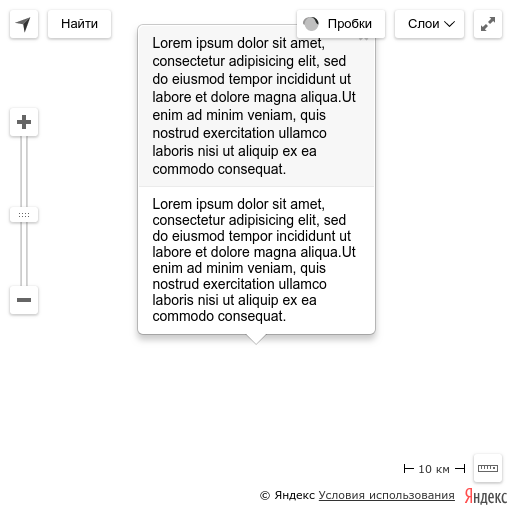 Найти
Пробки
Слои
Lorem ipsum dolor sit amet,
consectetur adipisicing elit, sed
do eiusmod tempor incididunt ut
labore et dolore magna aliqua.Ut
enim ad minim veniam, quis
nostrud exercitation ullamco
laboris nisi ut aliquip ex ea
commodo consequat.
Lorem ipsum dolor sit amet,
consectetur adipisicing elit, sed
do eiusmod tempor incididunt ut
labore et dolore magna aliqua.Ut
enim ad minim veniam, quis
nostrud exercitation ullamco
laboris nisi ut aliquip ex ea
commodo consequat.
10 км
© Яндекс Условия использования
Яндекс